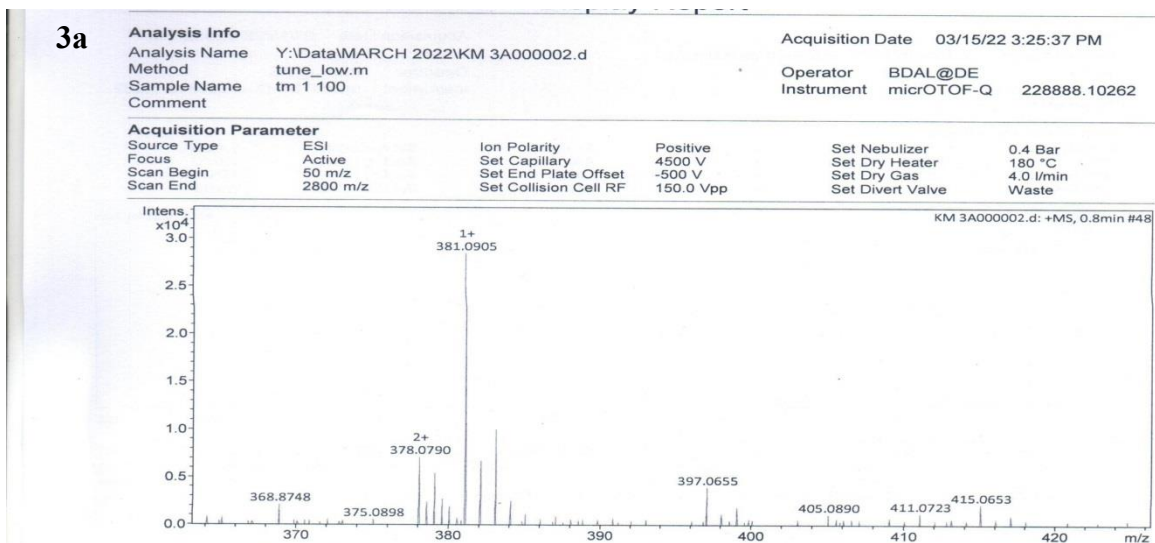 3a
Analysis Info
Acquisition Date 03/15/22 3:25:37 PM
Analysis Name Y:\Data\MARCH 2022\KM 3A000002.d
Method tune_low.m
Operator BDAL@DE
Sample Name tm 1 100
Instrument micrOTOF-Q 228888.10262
Comment
Acquisition Parameter
Source Type ESI Ion Polarity Positive Set Nebulizer 0.4 Bar
Focus Active Set Capillary 4500 V Set Dry Heater 180 °C
Scan Begin 50 m/z Set End Plate Offset -500 V Set Dry Gas 4.0 l/min
Scan End 2800 m/z Set Collision Cell RF 150.0 Vpp Set Divert Valve Waste
Intens.
x10⁴
KM 3A000002.d: +MS, 0.8min #48
1+
381.0905
3.0
2.5
2.0
1.5
1.0
2+
378.0790
0.5
397.0655
368.8748
375.0898
405.0890
411.0723
415.0653
0.0
370 380 390 400 410 420 m/z